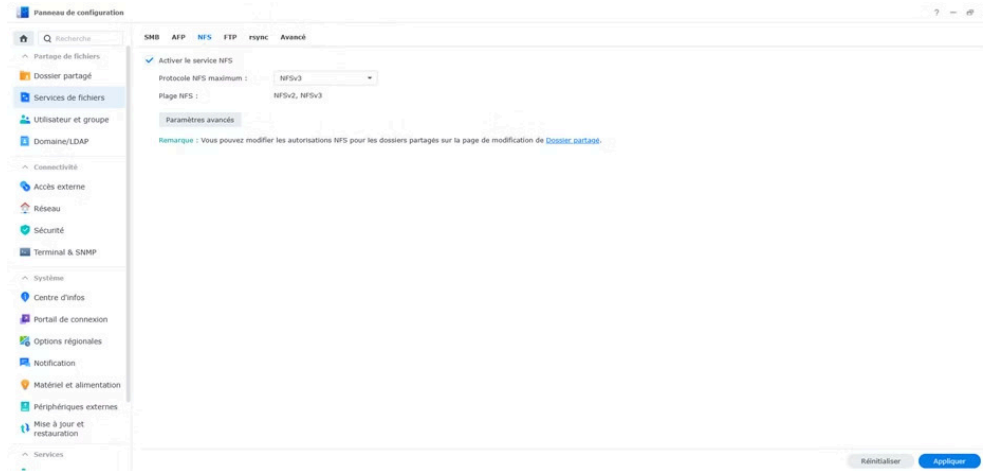 Panneau de configuration
Recherche
SMB AFP NFS FTP rsync Avancé
Partage de fichiers
Dossier partagé
Services de fichiers
Utilisateur et groupe
Domaine/LDAP
Connectivité
Accès externe
Réseau
Sécurité
Terminal & SNMP
Système
Centre d'infos
Portail de connexion
Options régionales
Notification
Matériel et alimentation
Périphériques externes
Mise à jour et
restauration
Services
Activer le service NFS
Protocole NFS maximum : NFSv3
Plage NFS : NFSv2, NFSv3
Paramètres avancés
Remarque : Vous pouvez modifier les autorisations NFS pour les dossiers partagés sur la page de modification de Dossier partagé.
Réinitialiser Appliquer